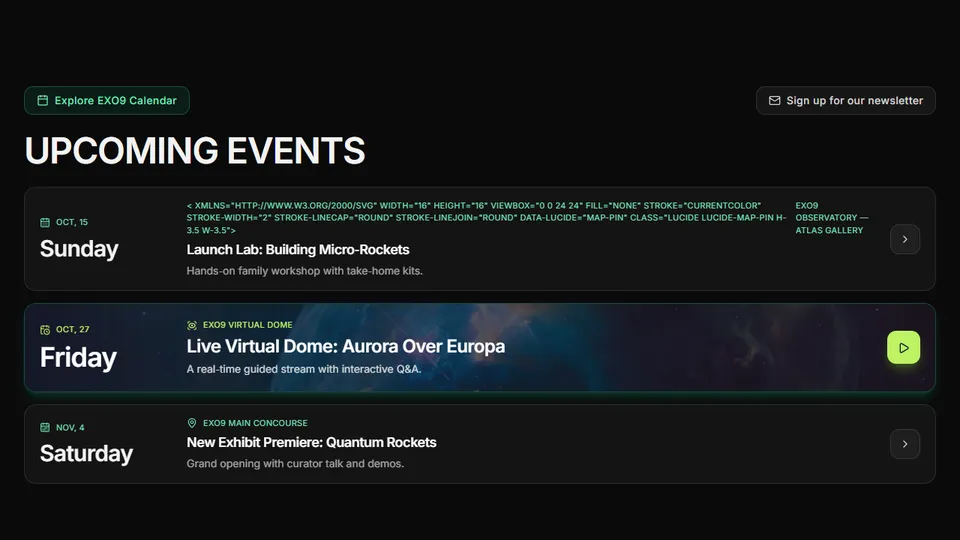 Explore EXO9 Calendar
Sign up for our newsletter
UPCOMING EVENTS
OCT, 15
Sunday
< XMLNS="HTTP://WWW.W3.ORG/2000/SVG" WIDTH="16" HEIGHT="16" VIEWBOX="0 0 24 24" FILL="NONE" STROKE="CURRENTCOLOR"
STROKE-WIDTH="2" STROKE-LINECAP="ROUND" STROKE-LINEJOIN="ROUND" DATA-LUCIDE="MAP-PIN" CLASS="LUCIDE LUCIDE-MAP-PIN H-
3.5 W-3.5">
EXO9
OBSERVATORY —
ATLAS GALLERY
Launch Lab: Building Micro-Rockets
Hands-on family workshop with take-home kits.
OCT, 27
Friday
EXO9 VIRTUAL DOME
Live Virtual Dome: Aurora Over Europa
A real-time guided stream with interactive Q&A.
NOV, 4
Saturday
EXO9 MAIN CONCOURSE
New Exhibit Premiere: Quantum Rockets
Grand opening with curator talk and demos.